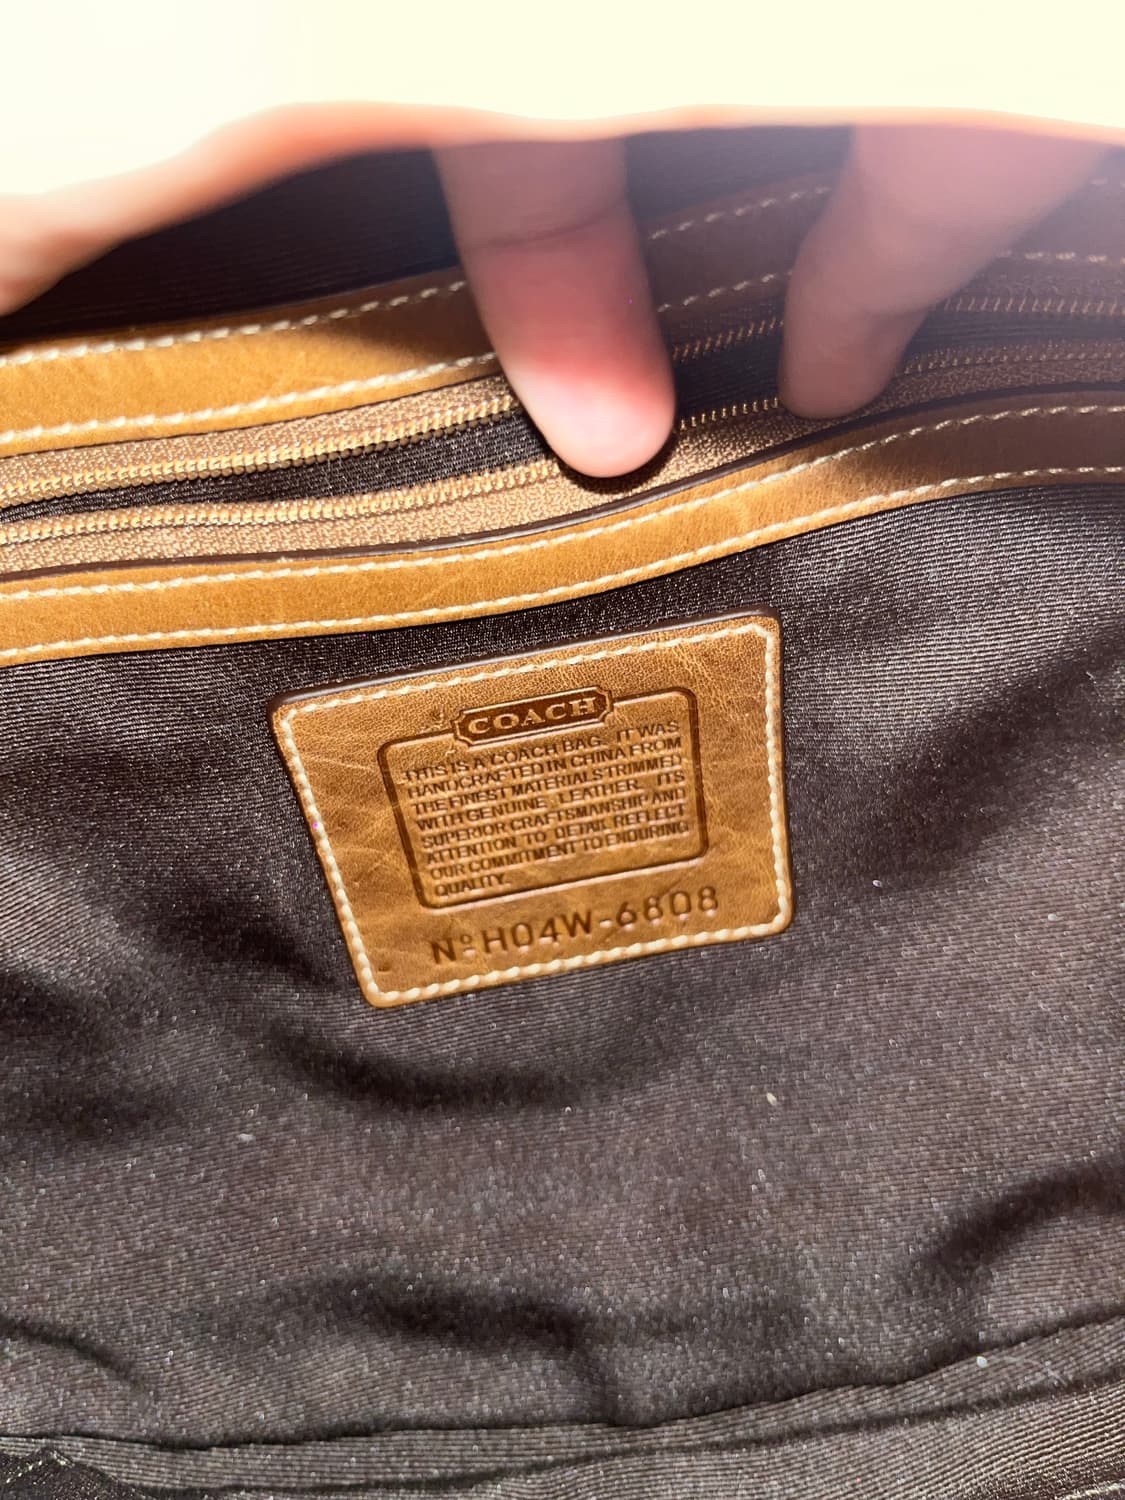 COACH
THIS IS A COACH BAG. IT WAS
HANDCRAFTED IN CHINA FROM
THE FINEST MATERIALS TRIMMED
WITH GENUINE LEATHER. ITS
SUPERIOR CRAFTSMANSHIP AND
ATTENTION TO DETAIL REFLECT
OUR COMMITMENT TO ENDURING
QUALITY.
Nº H04W-6808